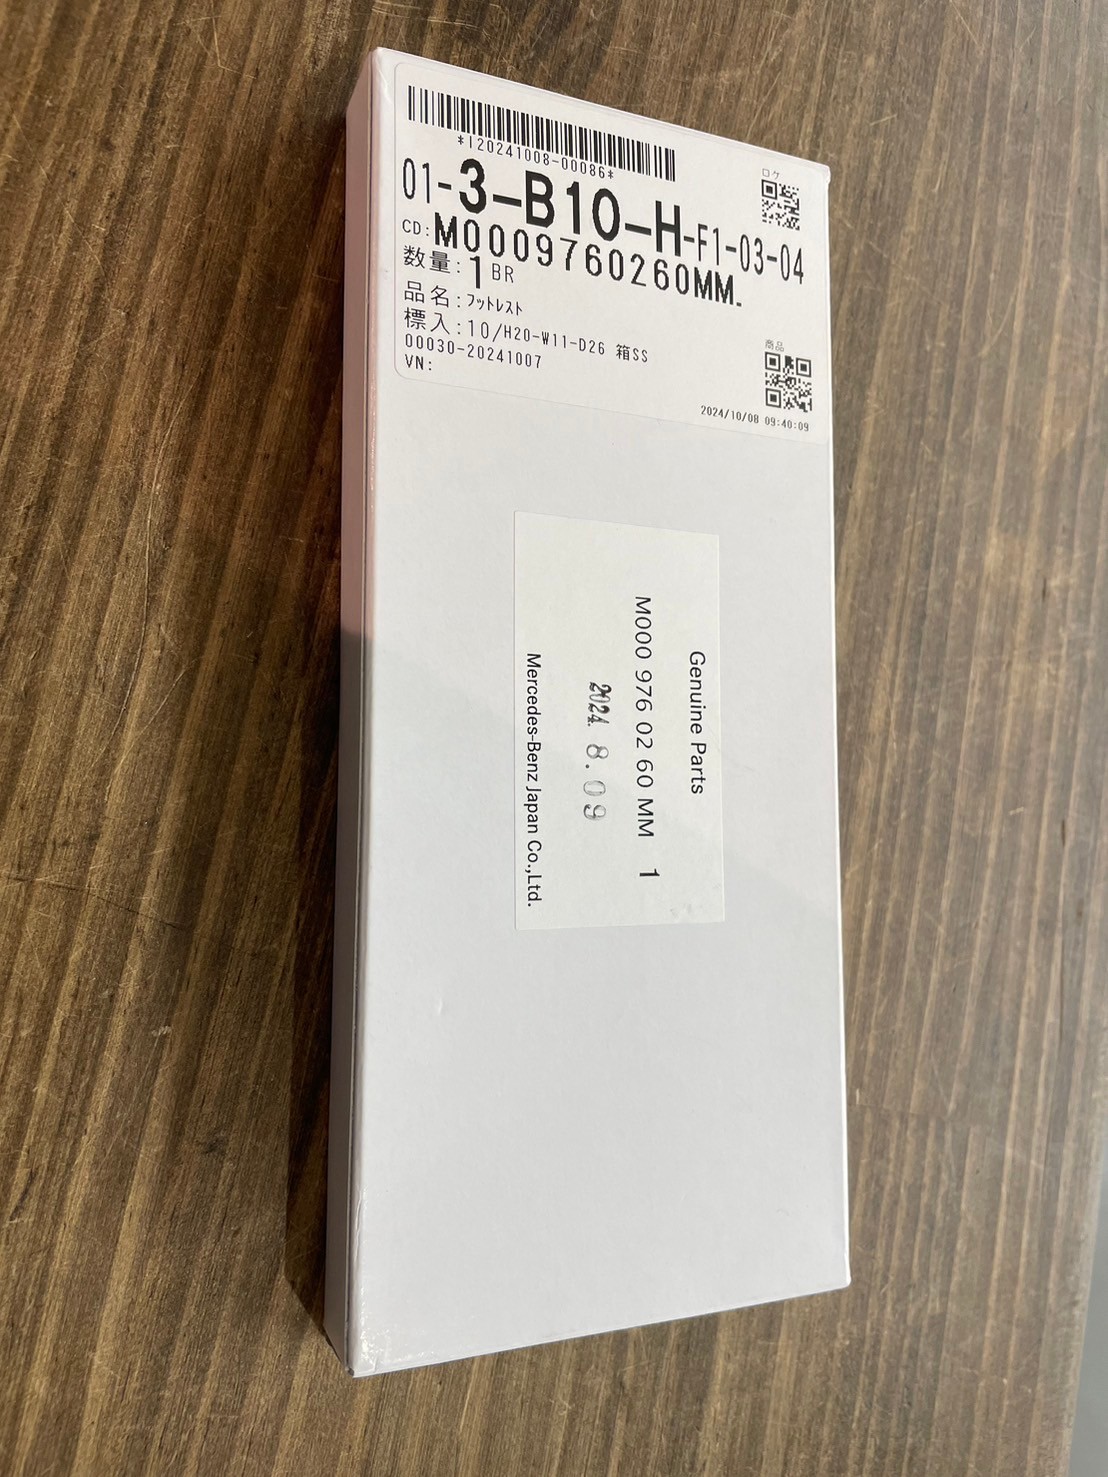 *I20241008-00086*
ロケ
01-3-B10-H-F1-03-04
CD:M0009760260MM.
数量:1BR
品名:フットレスト
標入:10/H20-W11-D26 箱SS
商品
00030-20241007
VN:
2024/10/08 09:40:09
Genuine Parts
M000 976 02 60 MM 1
2024. 8.09
Mercedes-Benz Japan Co.,Ltd.